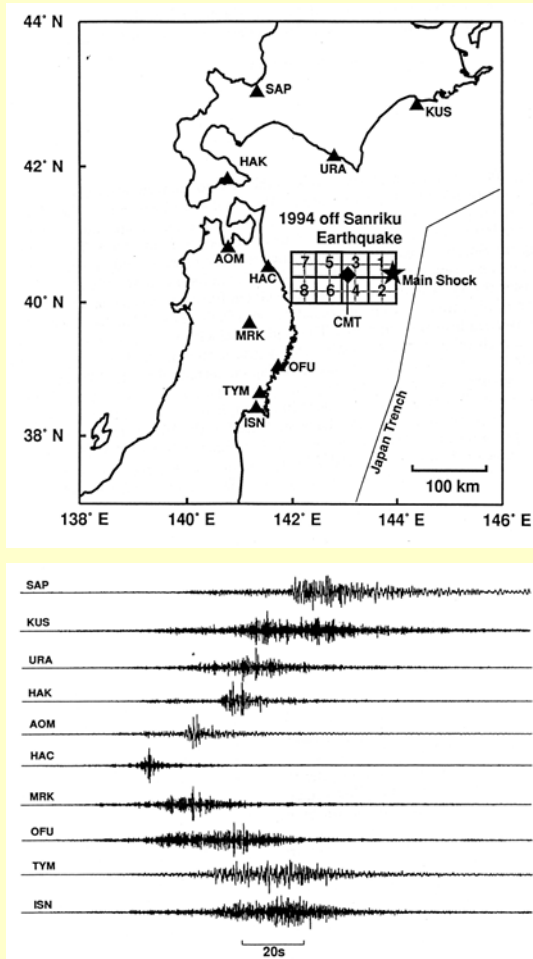 44° N
SAP
KUS
HAK
URA
42° N
1994 off Sanriku
Earthquake
AOM
HAC
7 5 3 1
Main Shock
40° N
8 6 4 2
CMT
MRK
OFU
TYM
ISN
38° N
Japan Trench
100 km
138° E 140° E 142° E 144° E 146° E
SAP
KUS
URA
HAK
AOM
HAC
MRK
OFU
TYM
ISN
20s